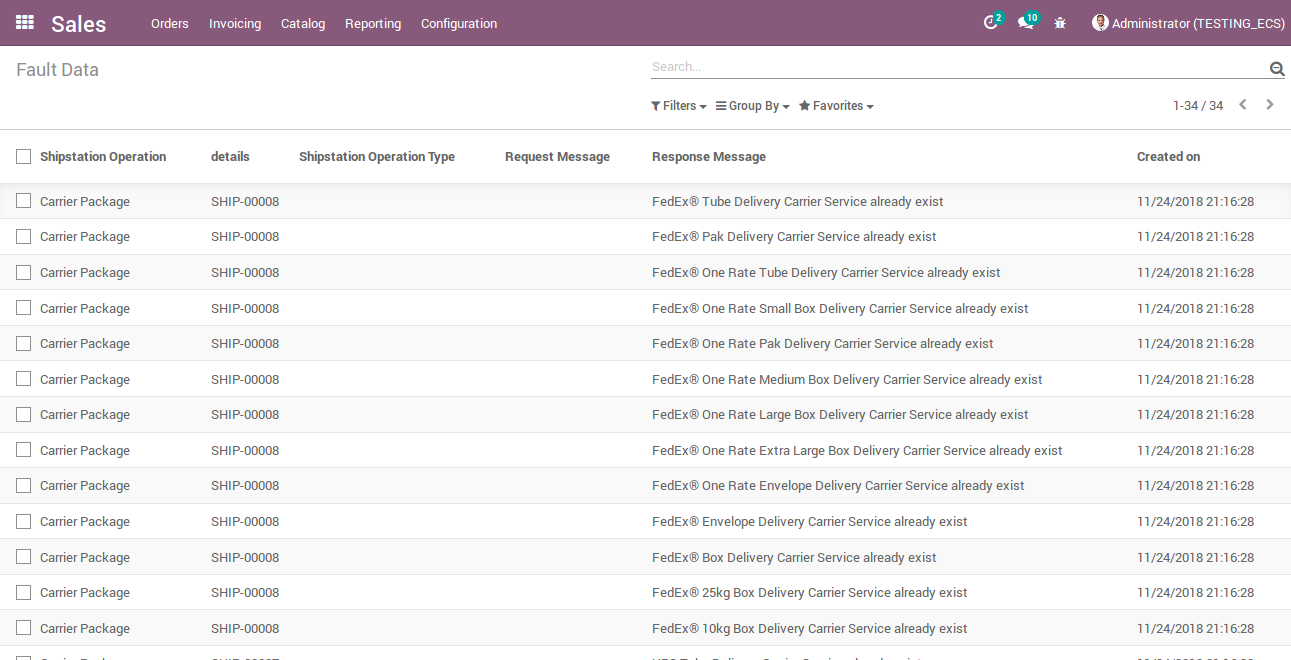 Sales Orders Invoicing Catalog Reporting Configuration 2 10 Administrator (TESTING_ECS)
Fault Data Search...
Filters Group By Favorites 1-34 / 34
Shipstation Operation details Shipstation Operation Type Request Message Response Message Created on
Carrier Package SHIP-00008 FedEx® Tube Delivery Carrier Service already exist 11/24/2018 21:16:28
Carrier Package SHIP-00008 FedEx® Pak Delivery Carrier Service already exist 11/24/2018 21:16:28
Carrier Package SHIP-00008 FedEx® One Rate Tube Delivery Carrier Service already exist 11/24/2018 21:16:28
Carrier Package SHIP-00008 FedEx® One Rate Small Box Delivery Carrier Service already exist 11/24/2018 21:16:28
Carrier Package SHIP-00008 FedEx® One Rate Pak Delivery Carrier Service already exist 11/24/2018 21:16:28
Carrier Package SHIP-00008 FedEx® One Rate Medium Box Delivery Carrier Service already exist 11/24/2018 21:16:28
Carrier Package SHIP-00008 FedEx® One Rate Large Box Delivery Carrier Service already exist 11/24/2018 21:16:28
Carrier Package SHIP-00008 FedEx® One Rate Extra Large Box Delivery Carrier Service already exist 11/24/2018 21:16:28
Carrier Package SHIP-00008 FedEx® One Rate Envelope Delivery Carrier Service already exist 11/24/2018 21:16:28
Carrier Package SHIP-00008 FedEx® Envelope Delivery Carrier Service already exist 11/24/2018 21:16:28
Carrier Package SHIP-00008 FedEx® Box Delivery Carrier Service already exist 11/24/2018 21:16:28
Carrier Package SHIP-00008 FedEx® 25kg Box Delivery Carrier Service already exist 11/24/2018 21:16:28
Carrier Package SHIP-00008 FedEx® 10kg Box Delivery Carrier Service already exist 11/24/2018 21:16:28